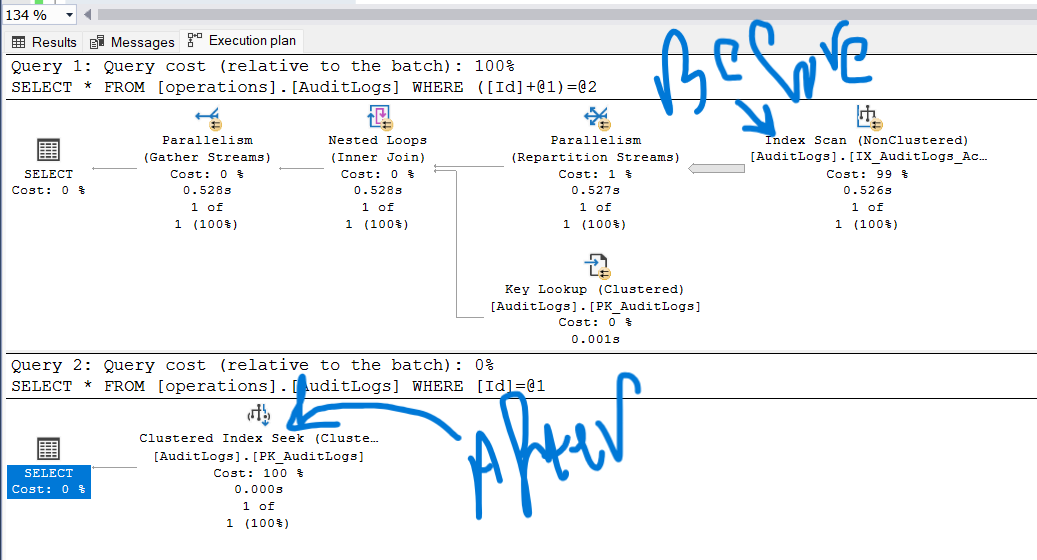 134 %
Results Messages Execution plan
Query 1: Query cost (relative to the batch): 100%
SELECT * FROM [operations].[AuditLogs] WHERE ([Id]+@1)=@2
Before
SELECT
Cost: 0 %
Parallelism
(Gather Streams)
Cost: 0 %
0.528s
1 of
1 (100%)
Nested Loops
(Inner Join)
Cost: 0 %
0.528s
1 of
1 (100%)
Parallelism
(Repartition Streams)
Cost: 1 %
0.527s
1 of
1 (100%)
Index Scan (NonClustered)
[AuditLogs].[IX_AuditLogs_Ac…
Cost: 99 %
0.526s
1 of
1 (100%)
Key Lookup (Clustered)
[AuditLogs].[PK_AuditLogs]
Cost: 0 %
0.001s
Query 2: Query cost (relative to the batch): 0%
SELECT * FROM [operations].[AuditLogs] WHERE [Id]=@1
SELECT
Cost: 0 %
Clustered Index Seek (Cluste…
[AuditLogs].[PK_AuditLogs]
Cost: 100 %
0.000s
1 of
1 (100%)
After